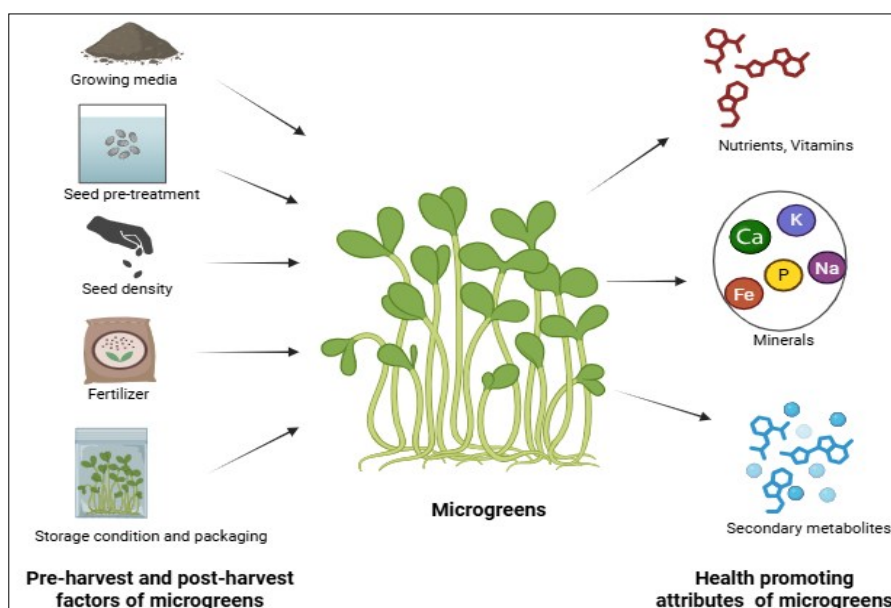 Growing media
Seed pre-treatment
Seed density
Fertilizer
Storage condition and packaging
Pre-harvest and post-harvest
factors of microgreens
Microgreens
Nutrients, Vitamins
Ca
K
P
Na
Fe
Minerals
Secondary metabolites
Health promoting
attributes of microgreens